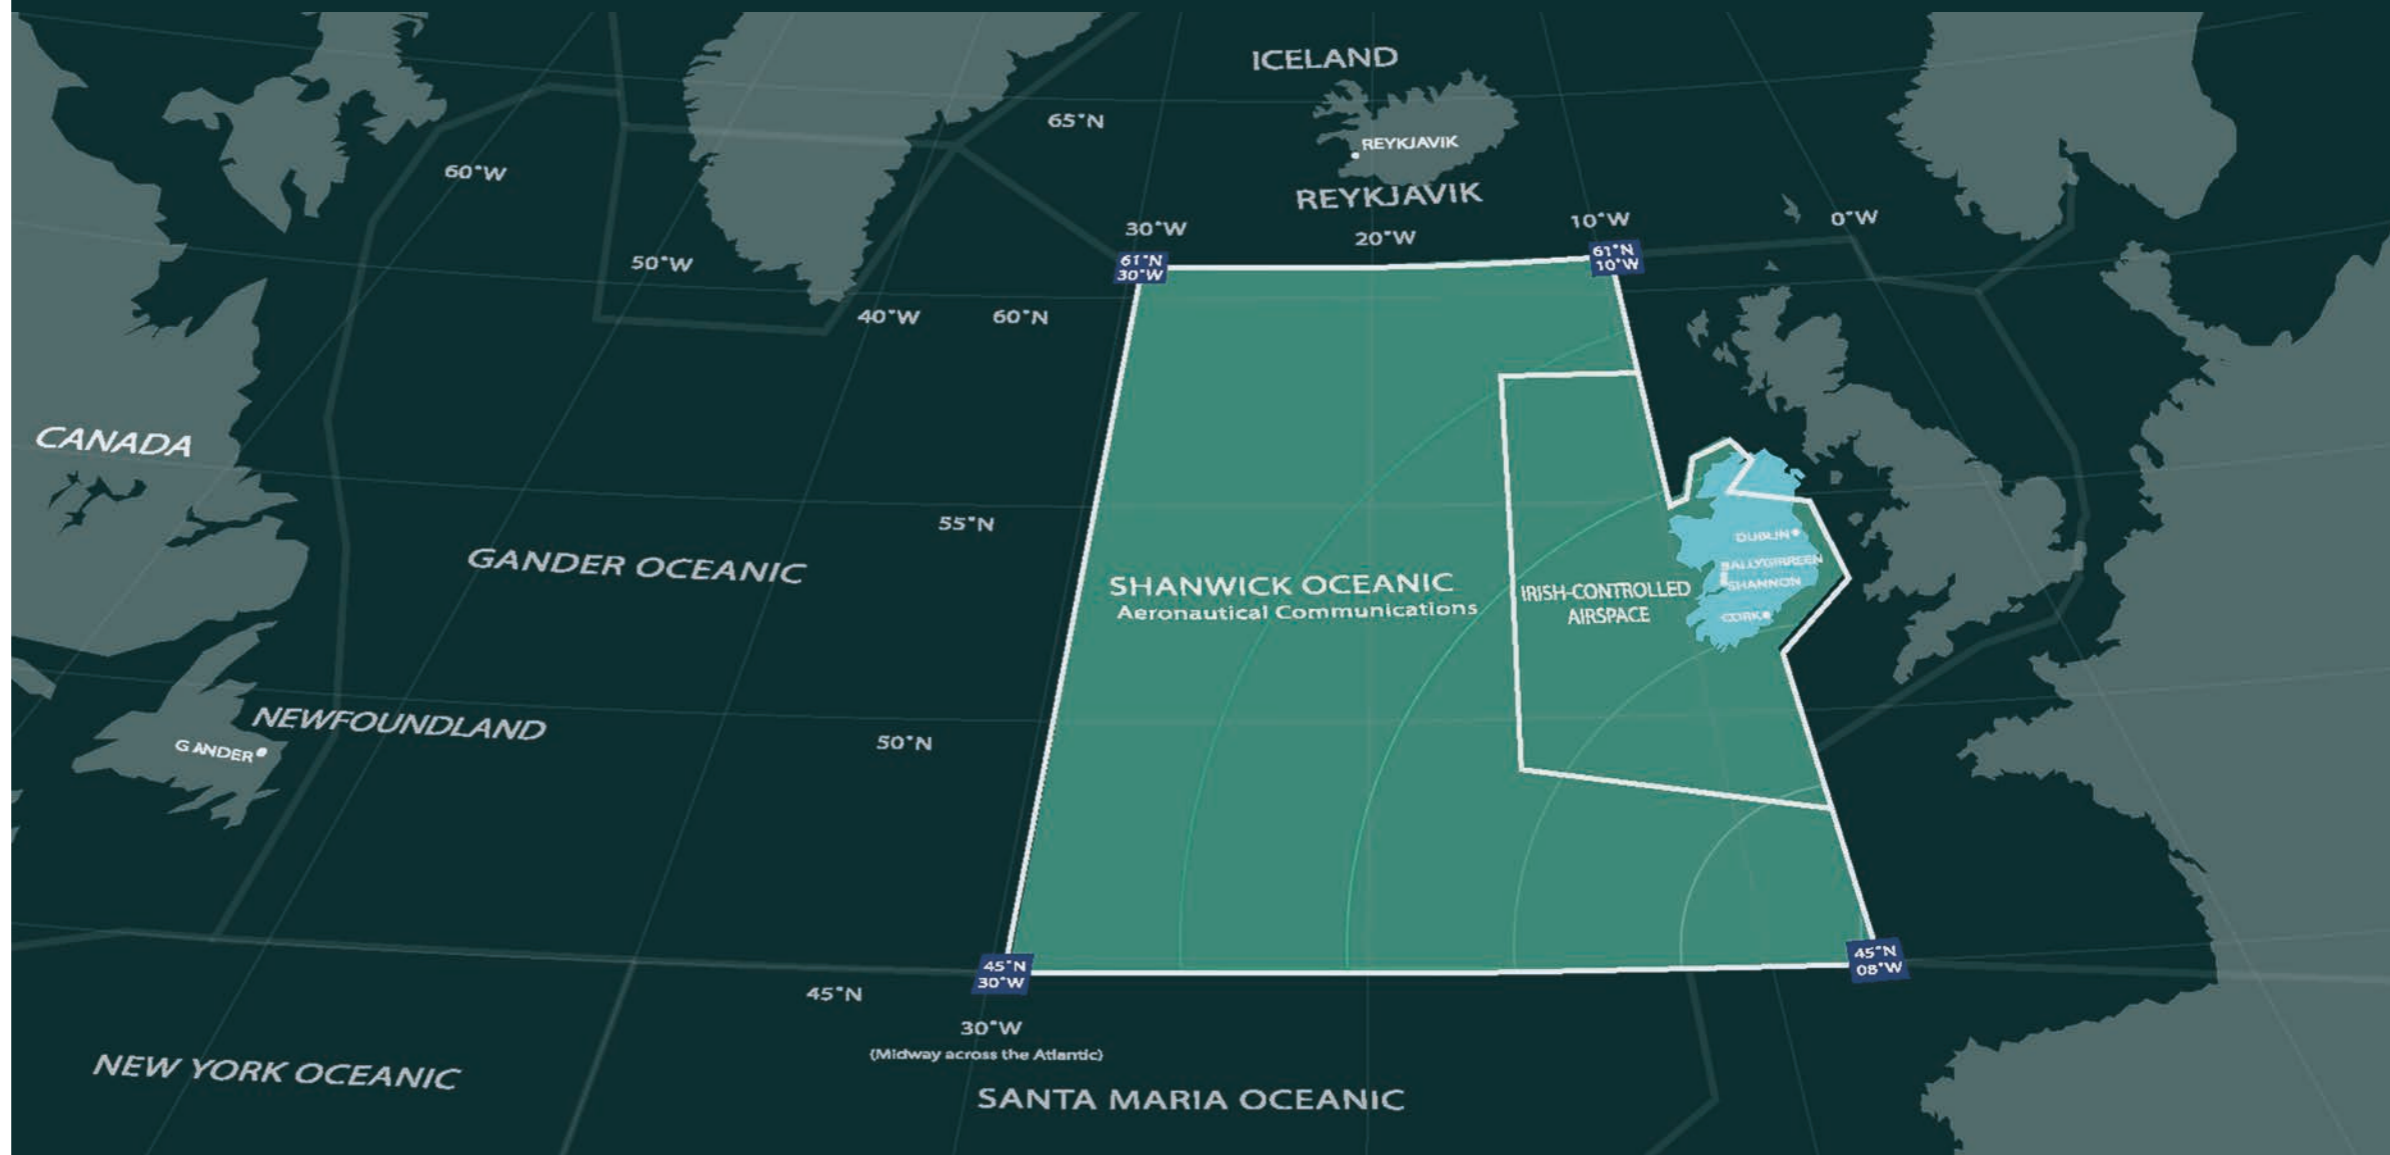 ICELAND
65°N
REYKJAVIK
60°W
REYKJAVIK
30°W
20°W
10°W
0°W
61°N
30°W
61°N
10°W
50°W
40°W
60°N
CANADA
55°N
GANDER OCEANIC
DUBLIN
BALLYGIRREEN
SHANNON
CORK
SHANWICK OCEANIC
Aeronautical Communications
IRISH-CONTROLLED
AIRSPACE
NEWFOUNDLAND
GANDER
50°N
45°N
30°W
45°N
08°W
45°N
30°W
(Midway across the Atlantic)
NEW YORK OCEANIC
SANTA MARIA OCEANIC